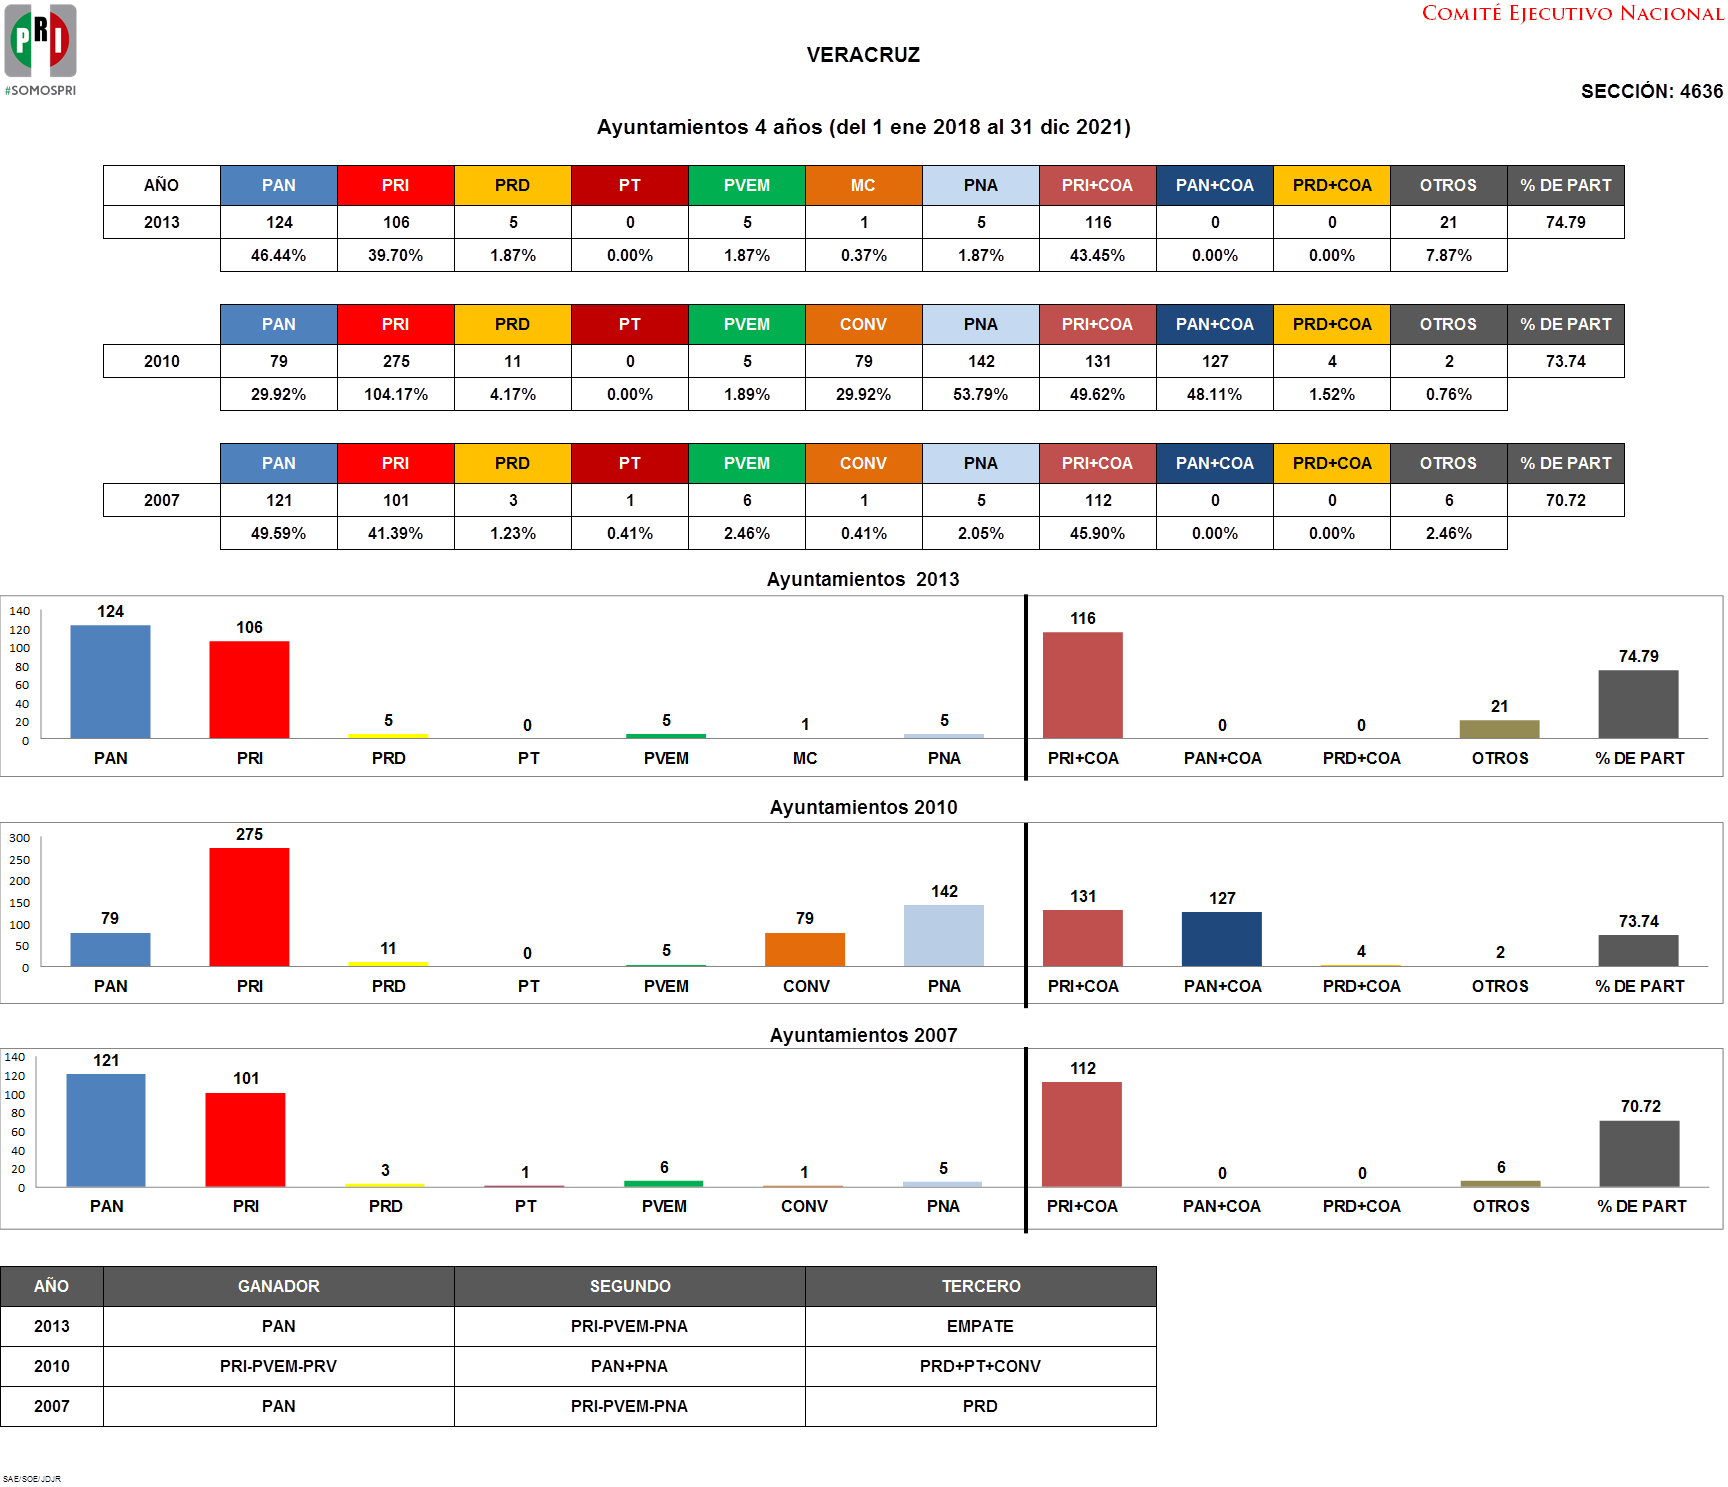 PRI
#SOMOSPRI
COMITÉ EJECUTIVO NACIONAL
VERACRUZ
SECCIÓN: 4636
Ayuntamientos 4 años (del 1 ene 2018 al 31 dic 2021)
AÑO PAN PRI PRD PT PVEM MC PNA PRI+COA PAN+COA PRD+COA OTROS % DE PART
2013 124 106 5 0 5 1 5 116 0 0 21 74.79
46.44% 39.70% 1.87% 0.00% 1.87% 0.37% 1.87% 43.45% 0.00% 0.00% 7.87%
PAN PRI PRD PT PVEM CONV PNA PRI+COA PAN+COA PRD+COA OTROS % DE PART
2010 79 275 11 0 5 79 142 131 127 4 2 73.74
29.92% 104.17% 4.17% 0.00% 1.89% 29.92% 53.79% 49.62% 48.11% 1.52% 0.76%
PAN PRI PRD PT PVEM CONV PNA PRI+COA PAN+COA PRD+COA OTROS % DE PART
2007 121 101 3 1 6 1 5 112 0 0 6 70.72
49.59% 41.39% 1.23% 0.41% 2.46% 0.41% 2.05% 45.90% 0.00% 0.00% 2.46%
Ayuntamientos 2013
140
120
100
80
60
40
20
0
124 106 5 0 5 1 5 116 0 0 21 74.79
PAN PRI PRD PT PVEM MC PNA PRI+COA PAN+COA PRD+COA OTROS % DE PART
Ayuntamientos 2010
300
250
200
150
100
50
0
79 275 11 0 5 79 142 131 127 4 2 73.74
PAN PRI PRD PT PVEM CONV PNA PRI+COA PAN+COA PRD+COA OTROS % DE PART
Ayuntamientos 2007
140
120
100
80
60
40
20
0
121 101 3 1 6 1 5 112 0 0 6 70.72
PAN PRI PRD PT PVEM CONV PNA PRI+COA PAN+COA PRD+COA OTROS % DE PART
AÑO GANADOR SEGUNDO TERCERO
2013 PAN PRI-PVEM-PNA EMPATE
2010 PRI-PVEM-PRV PAN+PNA PRD+PT+CONV
2007 PAN PRI-PVEM-PNA PRD
SAE/SOE/JDJR